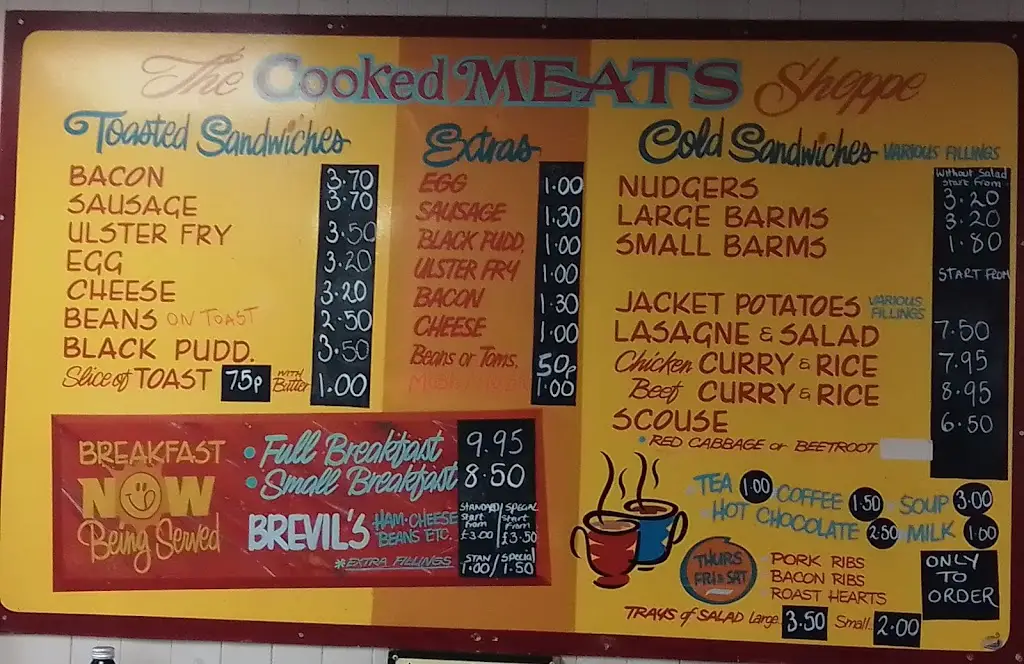 The Cooked MEATS Sheppe
Toasted Sandwiches
BACON 3.70
SAUSAGE 3.70
ULSTER FRY 3.50
EGG 3.20
CHEESE 3.20
BEANS ON TOAST 2.50
BLACK PUDD. 3.50
Slice of TOAST 75p WITH Butter 1.00
Extras
EGG 1.00
SAUSAGE 1.30
BLACK PUDD. 1.00
ULSTER FRY 1.00
BACON 1.30
CHEESE 1.00
Beans or Toms. 50p
1.00
Cold Sandwiches VARIOUS FILLINGS
Without Salad
Start From
NUDGERS 3.20
LARGE BARMS 3.20
SMALL BARMS 1.80
START FROM
JACKET POTATOES VARIOUS FILLINGS
LASAGNE & SALAD 7.50
Chicken CURRY & RICE 7.95
Beef CURRY & RICE 8.95
SCOUSE 6.50
• RED CABBAGE or BEETROOT
BREAKFAST
NOW
Being Served
• Full Breakfast 9.95
• Small Breakfast 8.50
BREVIL'S HAM-CHEESE BEANS ETC.
STANDARD Start from £3.00 / SPECIAL Start From £3.50
*EXTRA FILLINGS STAN 1.00 / Special 1.50
TEA 1.00 COFFEE 1.50 • SOUP 3.00
• HOT CHOCOLATE 2.50 • MILK 1.00
THURS
FRI & SAT
PORK RIBS
BACON RIBS
ROAST HEARTS
ONLY
TO
ORDER
TRAYS of SALAD Large. 3.50 Small.. 2.00